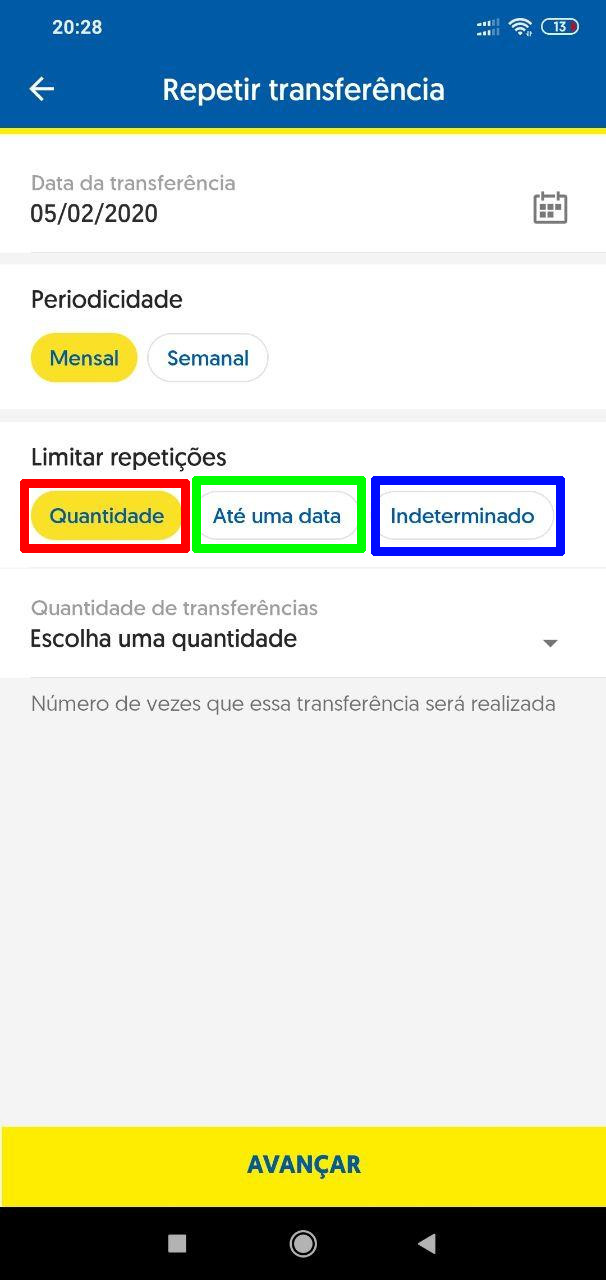 20:28
13
Repetir transferência
Data da transferência
05/02/2020
Periodicidade
Mensal Semanal
Limitar repetições
Quantidade Até uma data Indeterminado
Quantidade de transferências
Escolha uma quantidade
Número de vezes que essa transferência será realizada
AVANÇAR